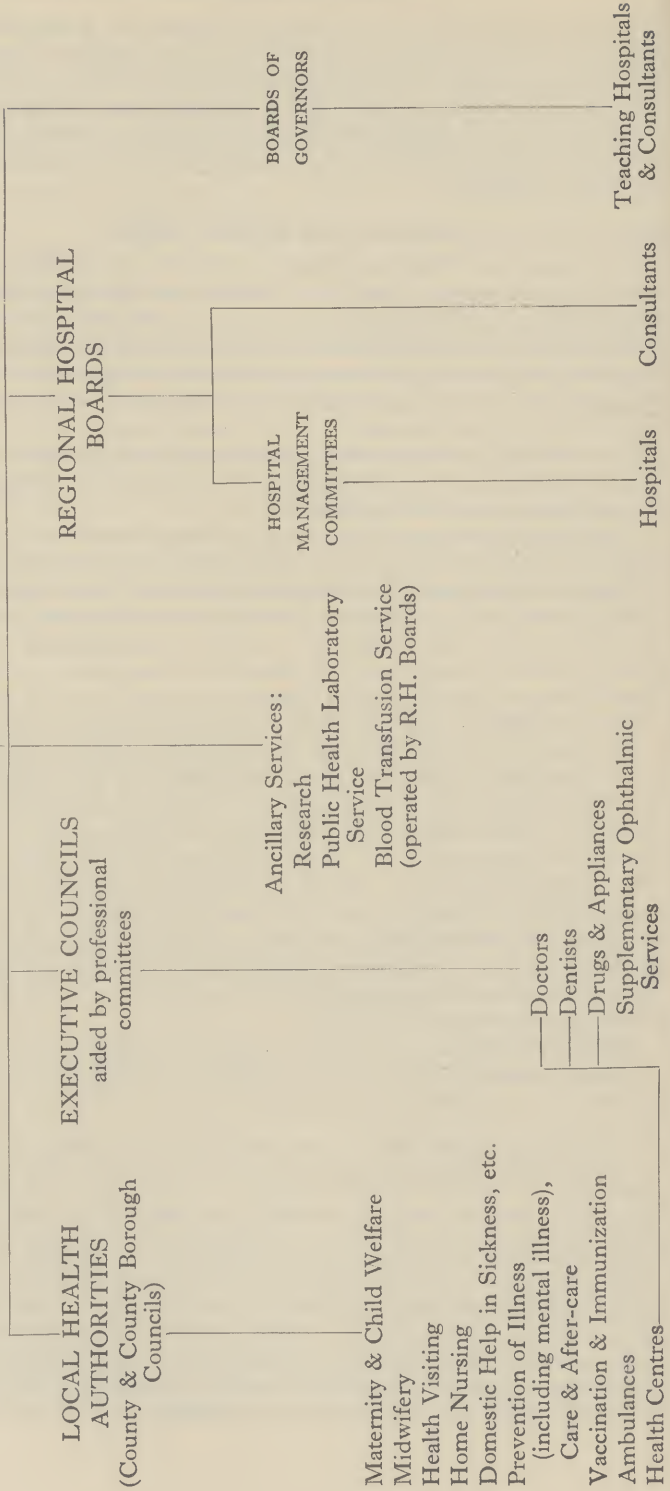 LOCAL HEALTH
AUTHORITIES
(County & County Borough
Councils)
Maternity & Child Welfare
Midwifery
Health Visiting
Home Nursing
Domestic Help in Sickness, etc.
Prevention of Illness
(including mental illness),
Care & After-care
Vaccination & Immunization
Ambulances
Health Centres
EXECUTIVE COUNCILS
aided by professional
committees
Doctors
Dentists
Drugs & Appliances
Supplementary Ophthalmic
Services
Ancillary Services:
Research
Public Health Laboratory
Service
Blood Transfusion Service
(operated by R.H. Boards)
REGIONAL HOSPITAL
BOARDS
HOSPITAL
MANAGEMENT
COMMITTEES
Hospitals
Consultants
BOARDS OF
GOVERNORS
Teaching Hospitals
& Consultants